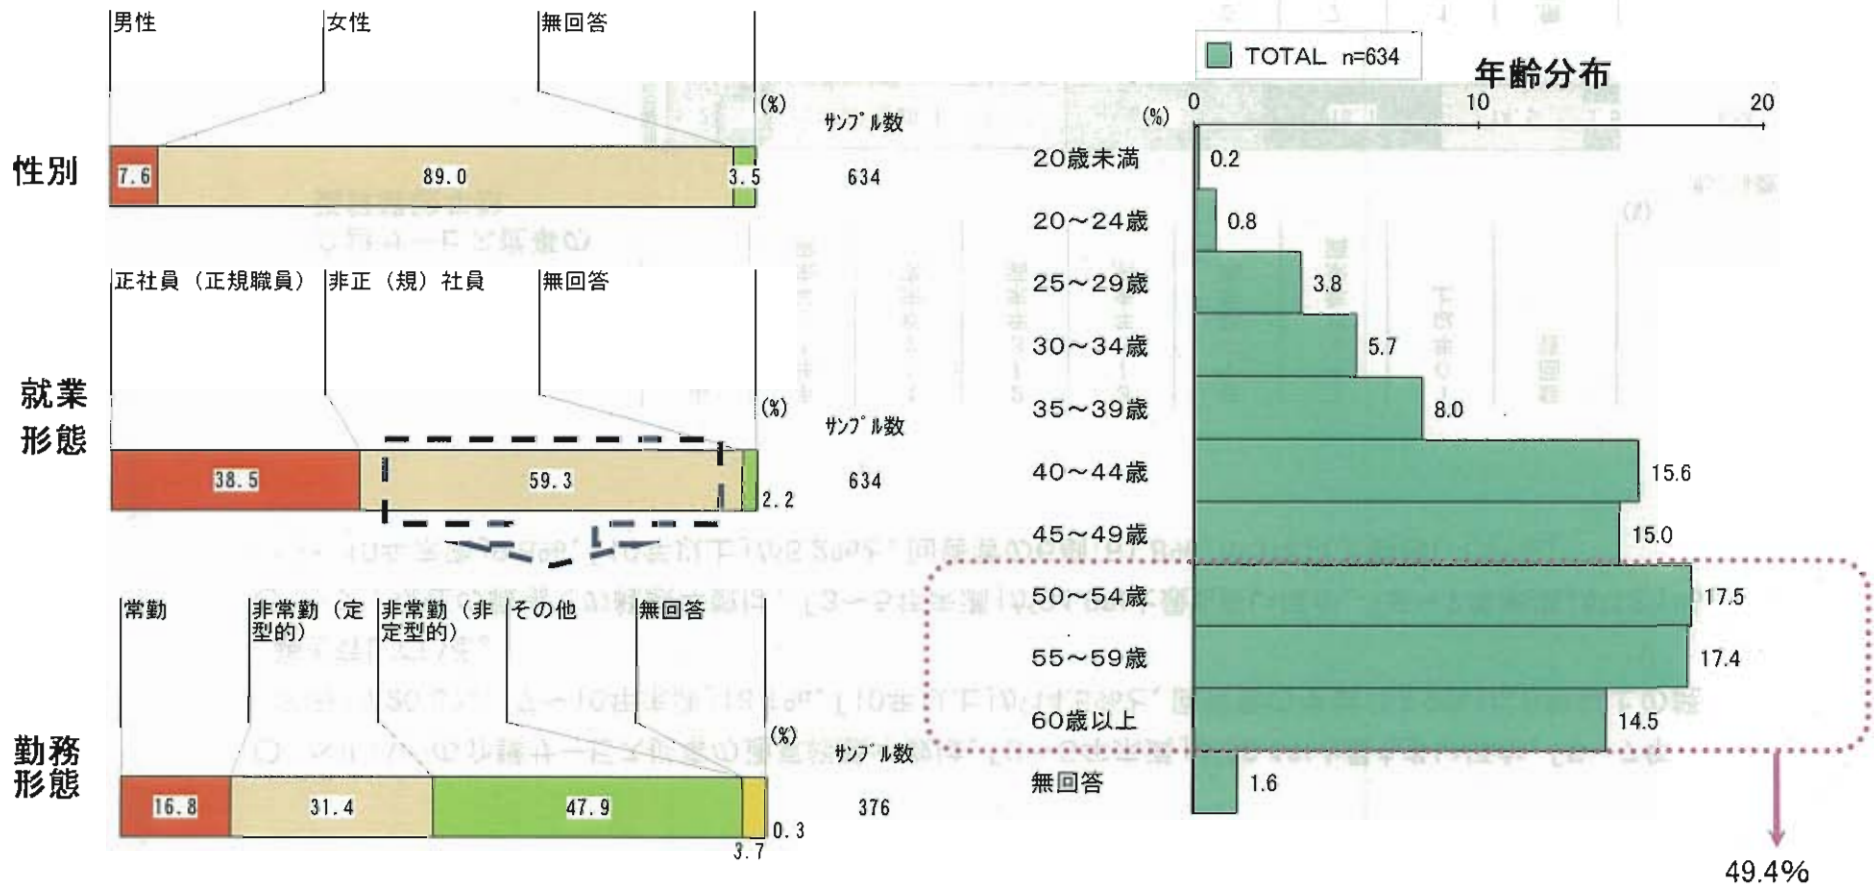 男性
女性
無回答
(%)
サンプル数
性別
7.6
89.0
3.5
634
正社員（正規職員）
非正（規）社員
無回答
(%)
サンプル数
就業
形態
38.5
59.3
2.2
634
常勤
非常勤（定
型的）
非常勤（非
定型的）
その他
無回答
(%)
サンプル数
勤務
形態
16.8
31.4
47.9
3.7
0.3
376
TOTAL n=634
年齢分布
(%)
0
10
20
20歳未満
0.2
20～24歳
0.8
25～29歳
3.8
30～34歳
5.7
35～39歳
8.0
40～44歳
15.6
45～49歳
15.0
50～54歳
17.5
55～59歳
17.4
60歳以上
14.5
無回答
1.6
49.4%